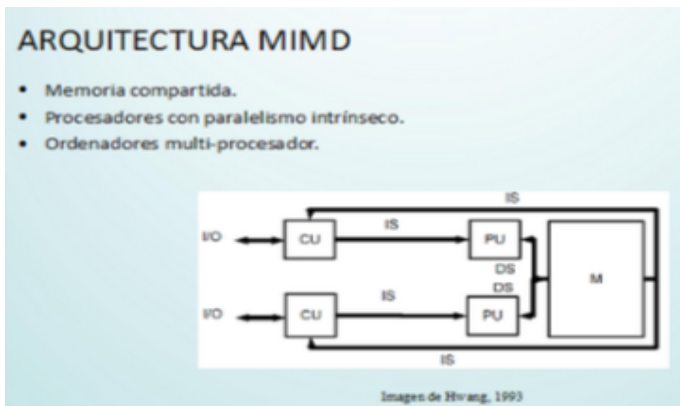 ARQUITECTURA MIMD
• Memoria compartida.
• Procesadores con paralelismo intrínseco.
• Ordenadores multi-procesador.
IS
I/O CU IS PU
DS
M
DS
I/O CU IS PU
IS
Imagen de Hwang, 1993